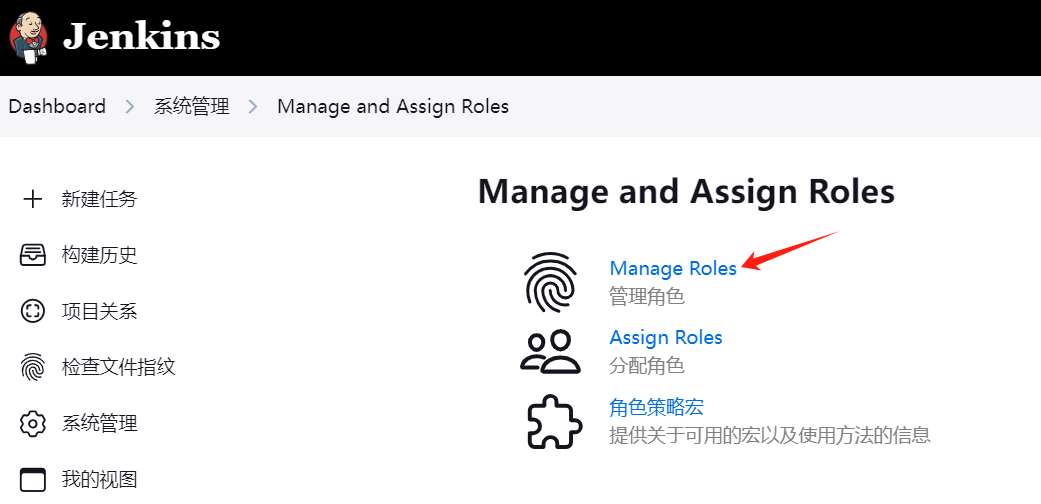 Jenkins
Dashboard > 系统管理 > Manage and Assign Roles
新建任务
构建历史
项目关系
检查文件指纹
系统管理
我的视图
Manage and Assign Roles
Manage Roles
管理角色
Assign Roles
分配角色
角色策略宏
提供关于可用的宏以及使用方法的信息